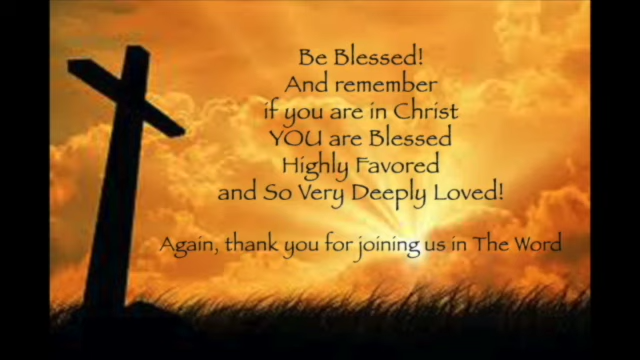 Be Blessed!
And remember
if you are in Christ
YOU are Blessed
Highly Favored
and So Very Deeply Loved!
Again, thank you for joining us in The Word